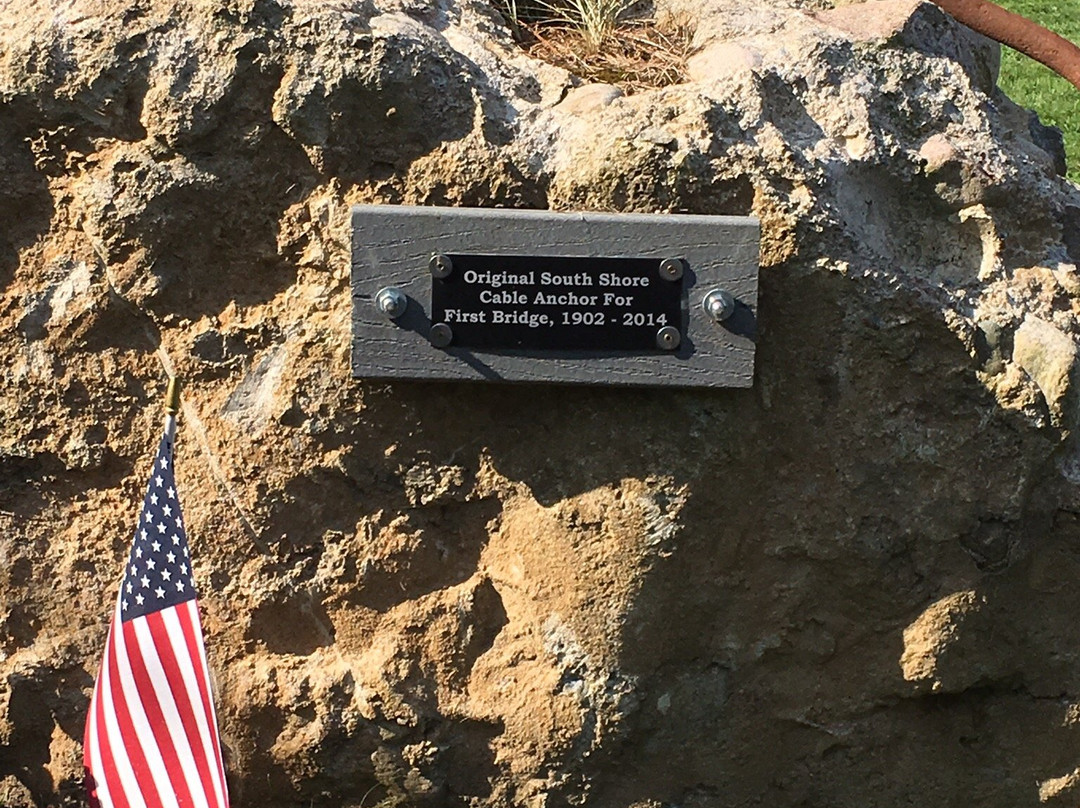 Original South Shore
Cable Anchor For
First Bridge, 1902 - 2014